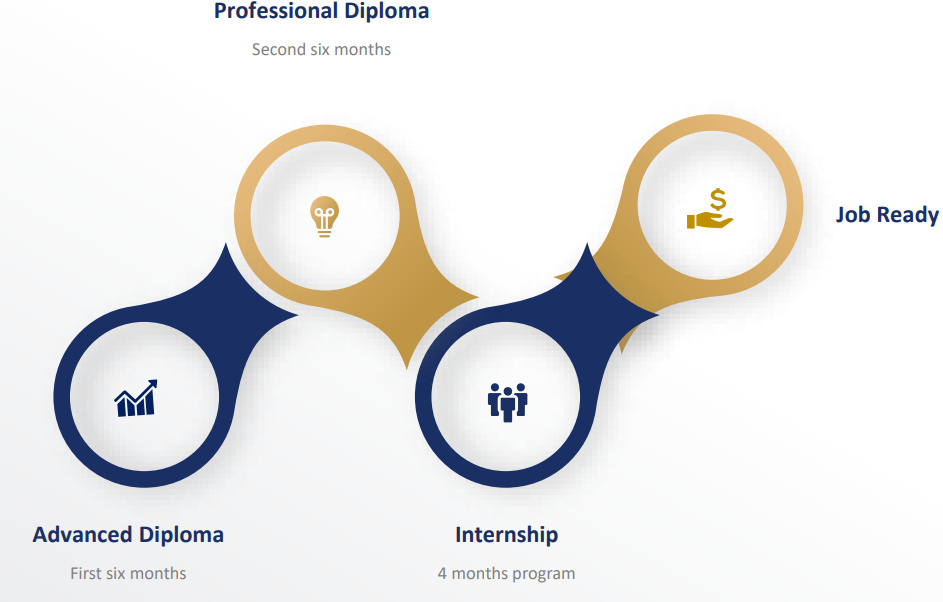 Professional Diploma
Second six months
Job Ready
Advanced Diploma
First six months
Internship
4 months program